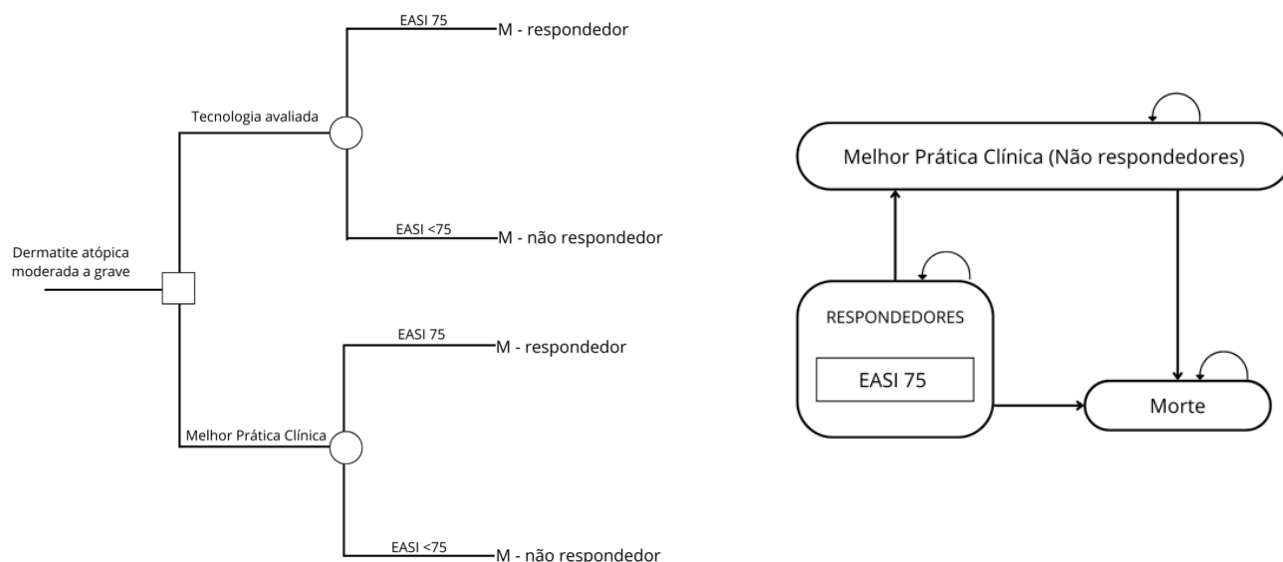 EASI 75
M - respondedor
Tecnologia avaliada
EASI <75
M - não respondedor
Dermatite atópica
moderada a grave
EASI 75
M - respondedor
Melhor Prática Clínica
EASI <75
M - não respondedor
Melhor Prática Clínica (Não respondedores)
RESPONDEDORES
EASI 75
Morte